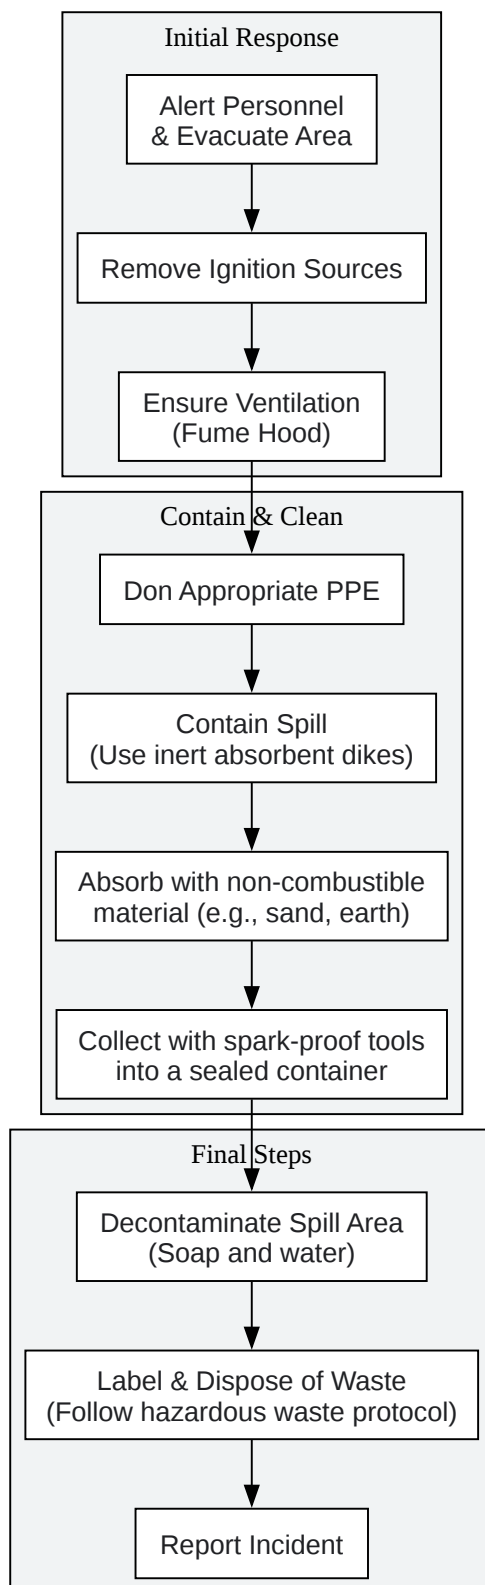 Initial Response
Alert Personnel
& Evacuate Area
Remove Ignition Sources
Ensure Ventilation
(Fume Hood)
Contain & Clean
Don Appropriate PPE
Contain Spill
(Use inert absorbent dikes)
Absorb with non-combustible
material (e.g., sand, earth)
Collect with spark-proof tools
into a sealed container
Final Steps
Decontaminate Spill Area
(Soap and water)
Label & Dispose of Waste
(Follow hazardous waste protocol)
Report Incident